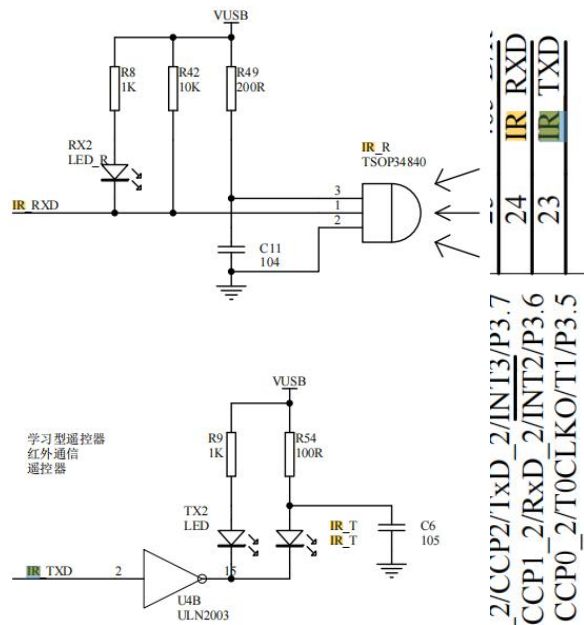 VUSB
R8
1K
R42
10K
R49
200R
RX2
LED_R
IR_R
TSOP34840
IR_RXD
3
1
2
C11
104
VUSB
学习型遥控器
红外通信
遥控器
R9
1K
R54
100R
TX2
LED
IR_T
IR_T
C6
105
IR_TXD
2
15
U4B
ULN2003
IR RXD
IR TXD
24
23
2/CCP2/TxD_2/INT3/P3.7
CCP1_2/RxD_2/INT2/P3.6
CCP0_2/T0CLKO/T1/P3.5